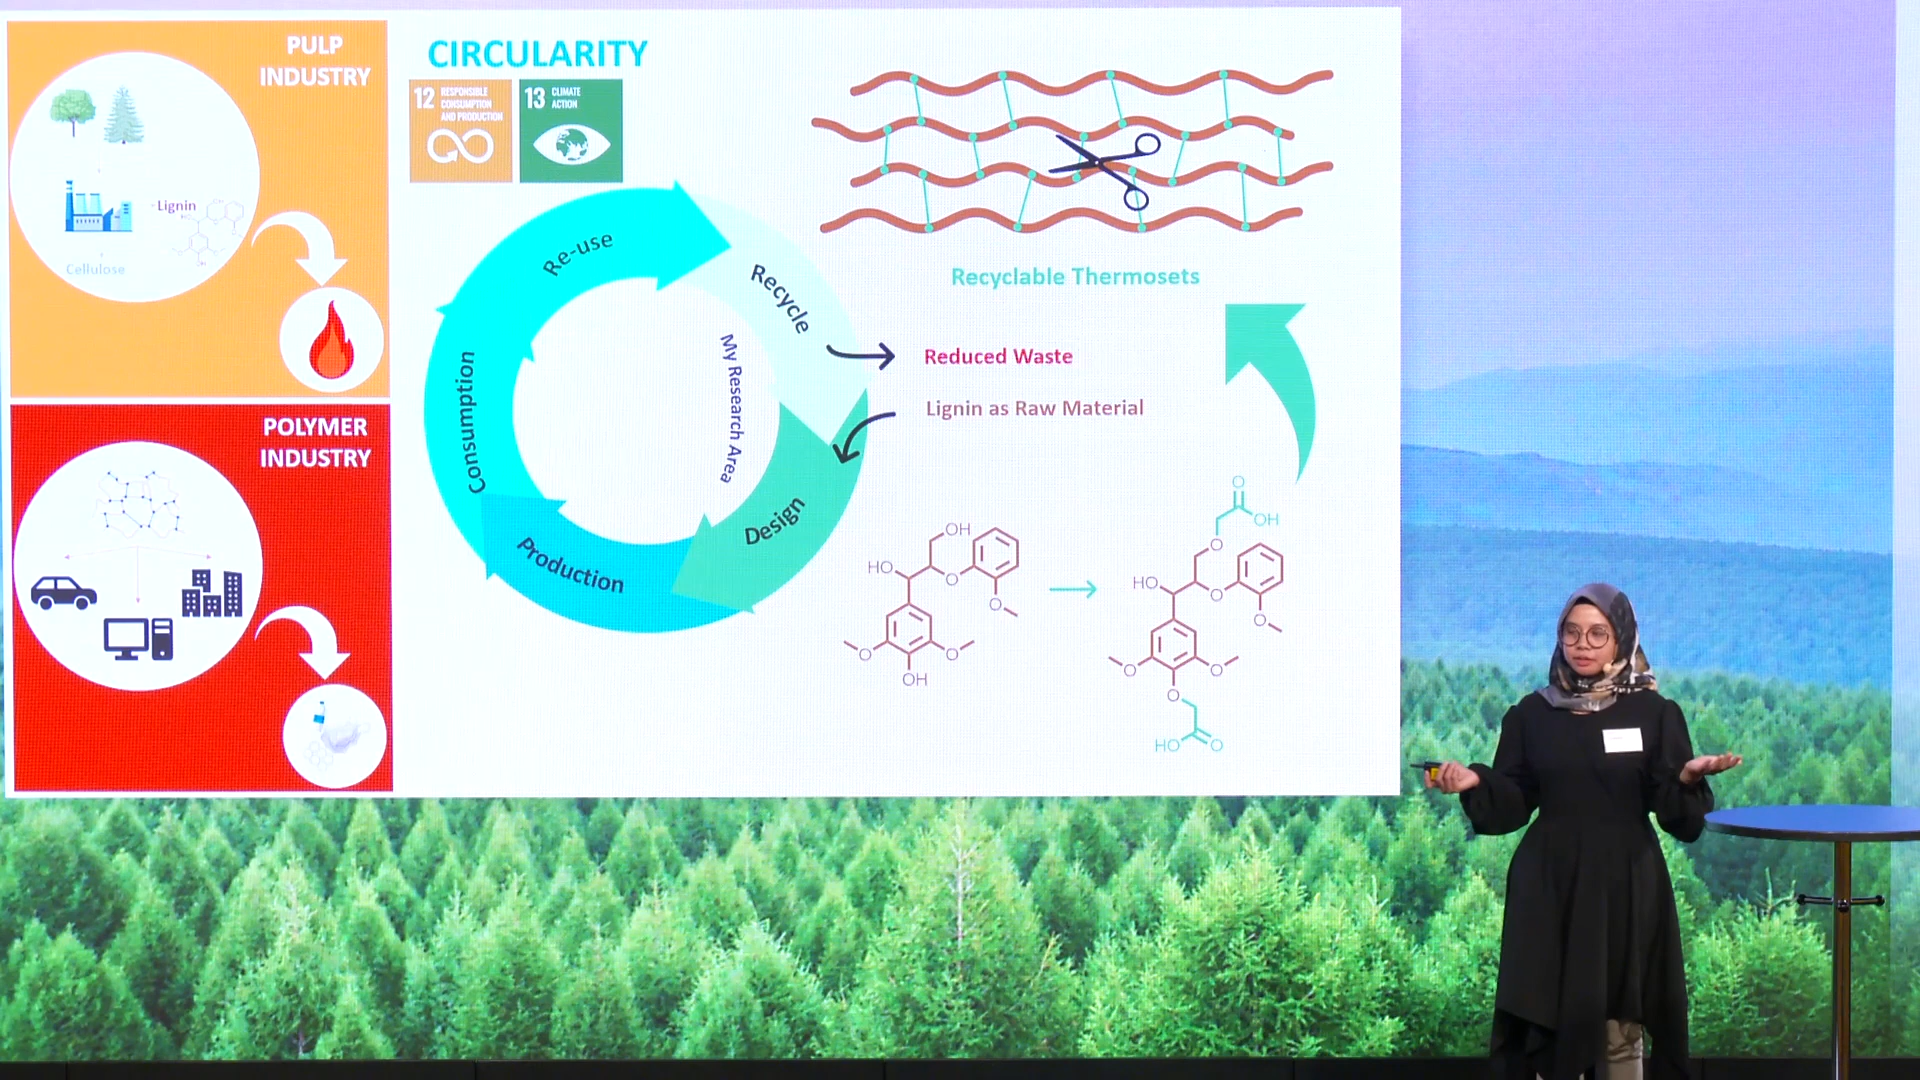 PULP
INDUSTRY
Lignin
Cellulose
POLYMER
INDUSTRY
CIRCULARITY
12 RESPONSIBLE
CONSUMPTION
AND PRODUCTION
13 CLIMATE
ACTION
Re-use
Recycle
Consumption
My Research Area
Design
Production
Recyclable Thermosets
Reduced Waste
Lignin as Raw Material
OH
HO
O
O
O
O
OH
O
OH
O
HO
O
O
O
O
O
HO
O